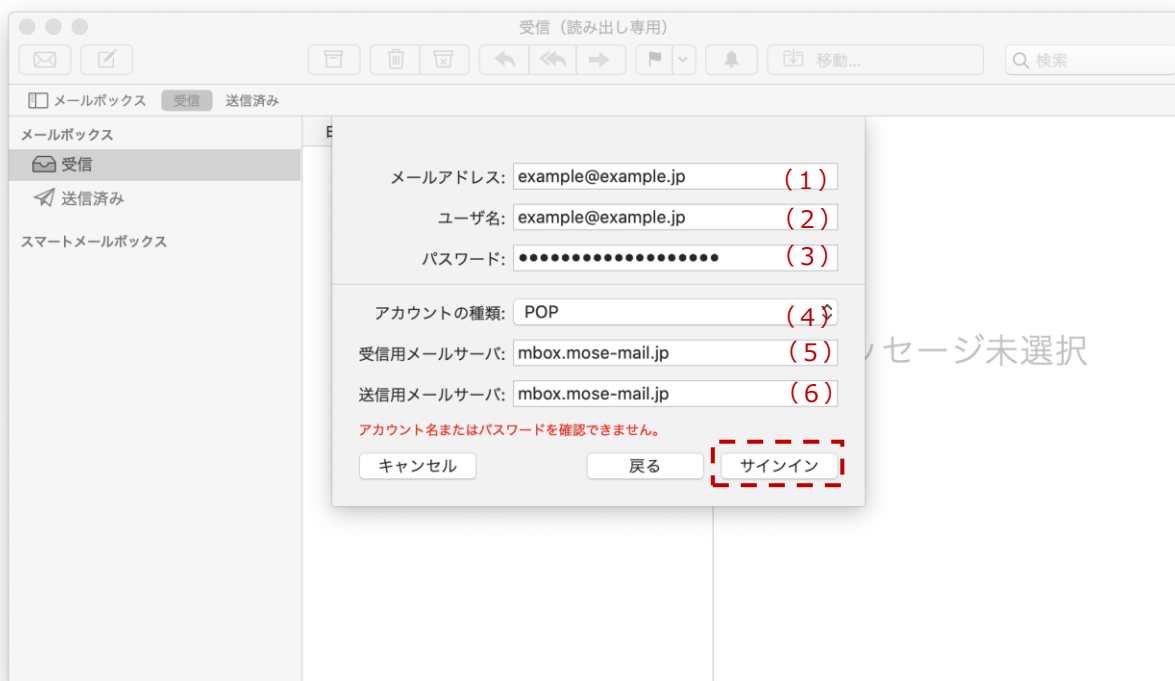 受信（読み出し専用）
移動...
検索
メールボックス 受信 送信済み
メールボックス
受信
送信済み
スマートメールボックス
メールアドレス: example@example.jp （1）
ユーザ名: example@example.jp （2）
パスワード: ●●●●●●●●●●●●●●●●●●● （3）
アカウントの種類: POP （4）
受信用メールサーバ: mbox.mose-mail.jp （5）
送信用メールサーバ: mbox.mose-mail.jp （6）
アカウント名またはパスワードを確認できません。
キャンセル 戻る サインイン
ッセージ未選択